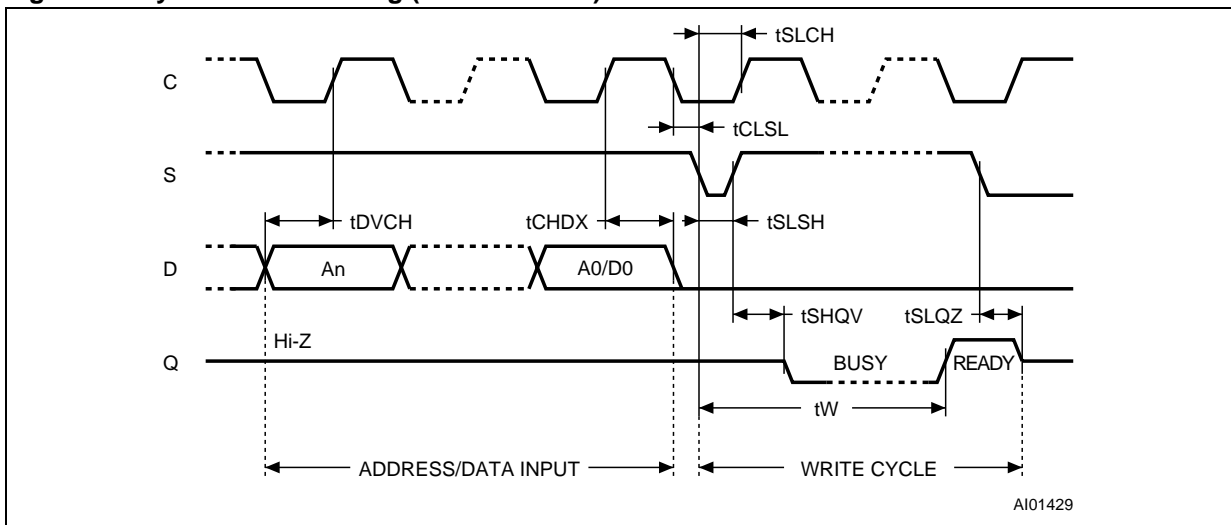 tSLCH
C
tCLSL
S
tDVCH
tCHDX
tSLSH
D
An
A0/D0
tSHQV
tSLQZ
Hi-Z
Q
BUSY
READY
tW
ADDRESS/DATA INPUT
WRITE CYCLE
AI01429